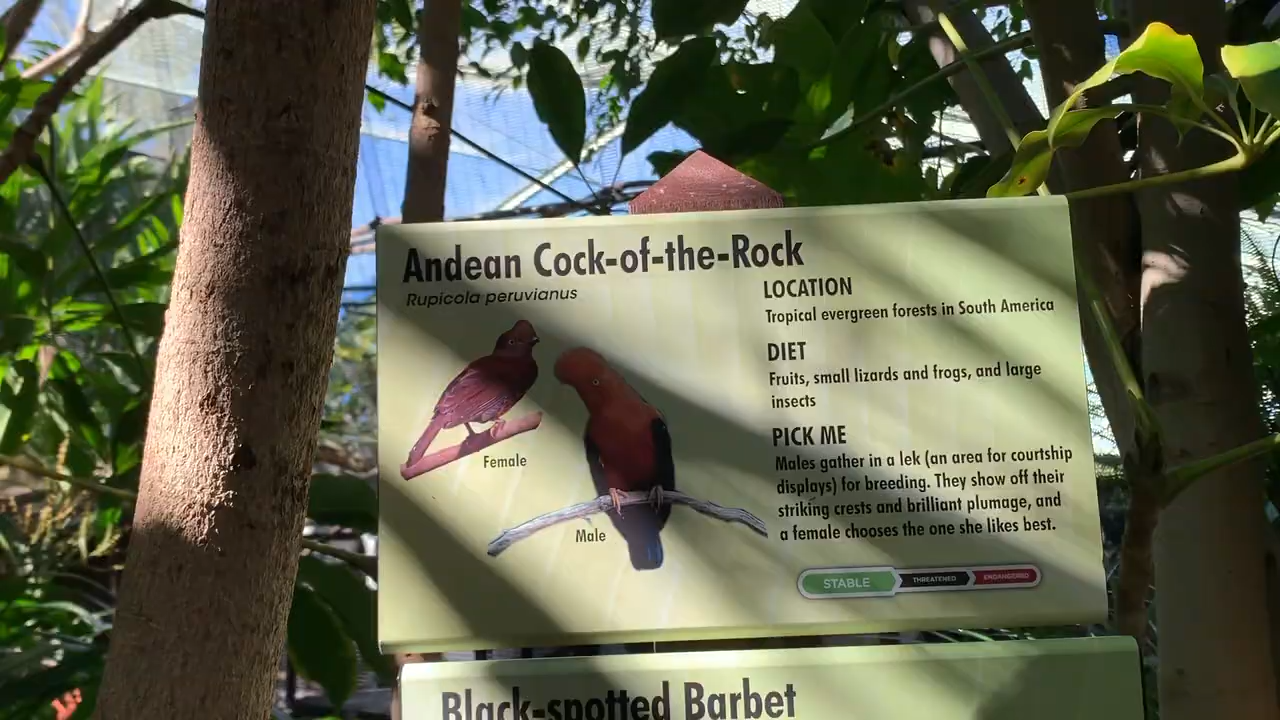 Andean Cock-of-the-Rock
Rupicola peruvianus
Female
Male
LOCATION
Tropical evergreen forests in South America
DIET
Fruits, small lizards and frogs, and large
insects
PICK ME
Males gather in a lek (an area for courtship
displays) for breeding. They show off their
striking crests and brilliant plumage, and
a female chooses the one she likes best.
STABLE THREATENED ENDANGERED
Black-spotted Barbet